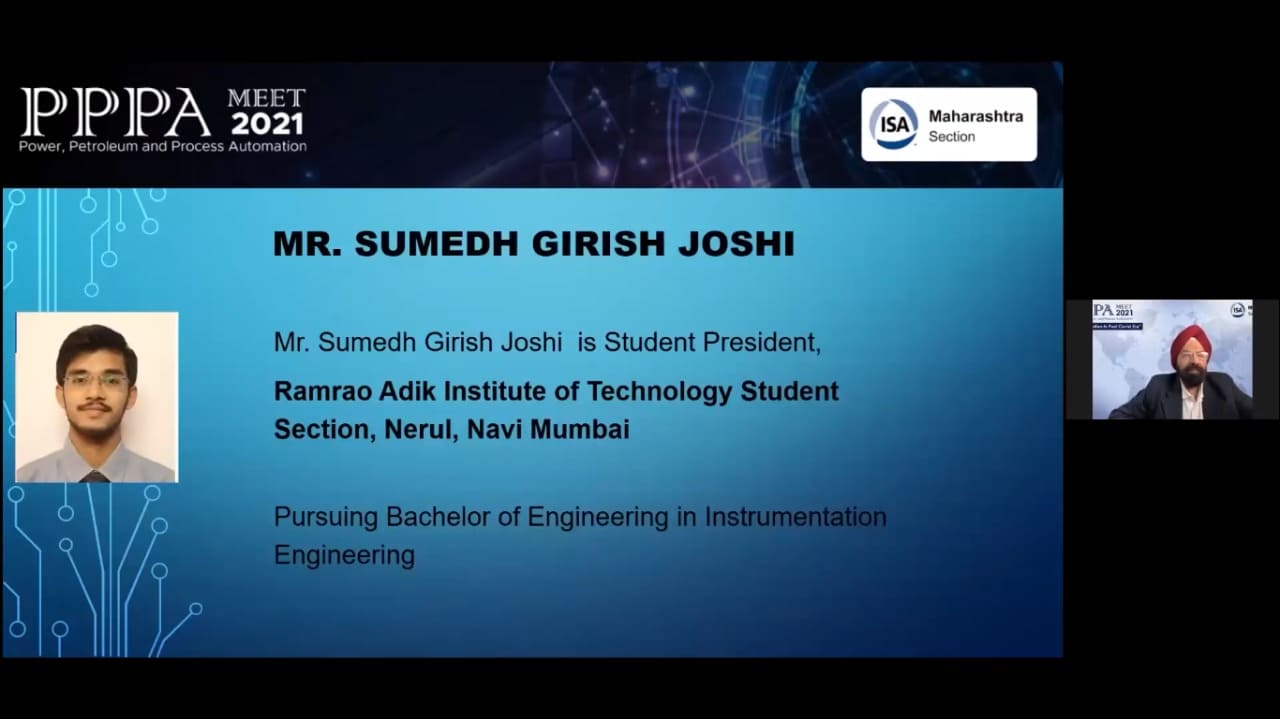 PPPA MEET
2021
Power, Petroleum and Process Automation
ISA Maharashtra
Section
MR. SUMEDH GIRISH JOSHI
Mr. Sumedh Girish Joshi is Student President,
Ramrao Adik Institute of Technology Student
Section, Nerul, Navi Mumbai
Pursuing Bachelor of Engineering in Instrumentation
Engineering
PA MEET
2021
ISA